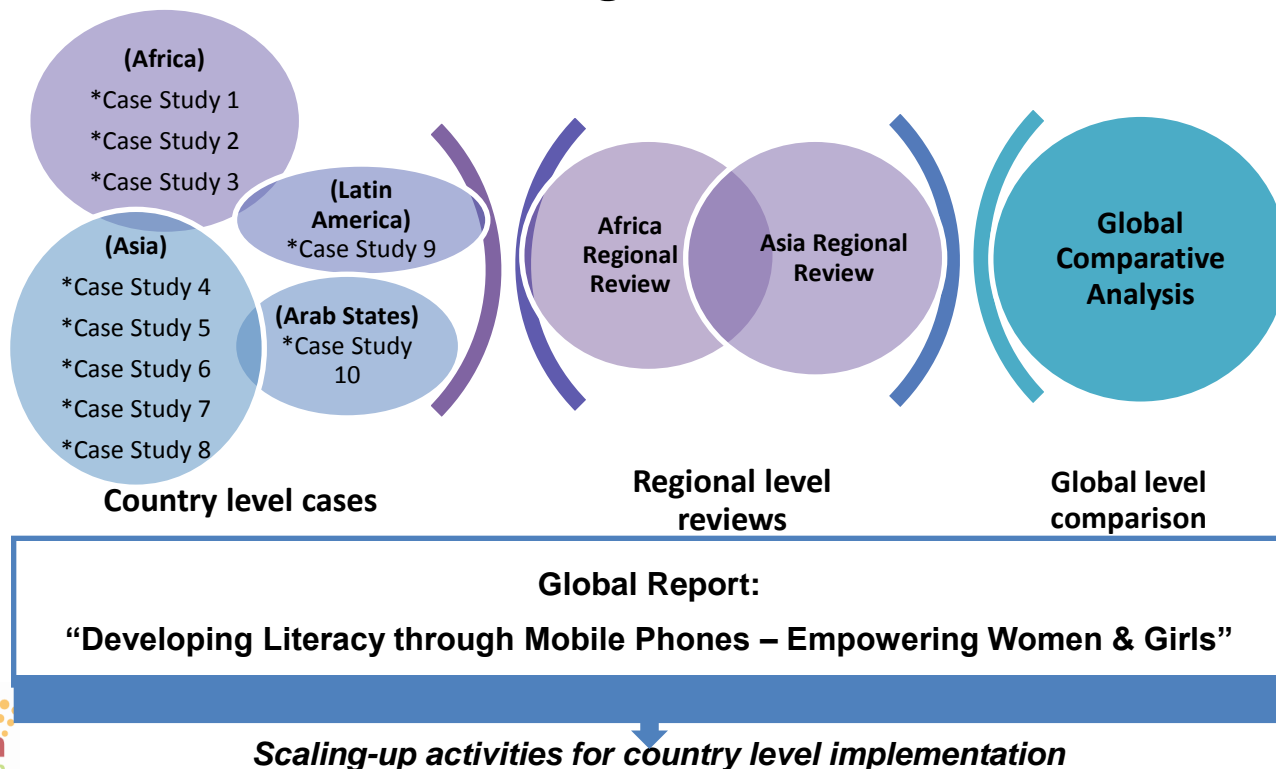 (Africa)
*Case Study 1
*Case Study 2
*Case Study 3
(Latin
America)
*Case Study 9
(Asia)
*Case Study 4
*Case Study 5
*Case Study 6
*Case Study 7
*Case Study 8
(Arab States)
*Case Study
10
Country level cases
Africa
Regional
Review
Asia Regional
Review
Regional level
reviews
Global
Comparative
Analysis
Global level
comparison
Global Report:
“Developing Literacy through Mobile Phones – Empowering Women & Girls”
Scaling-up activities for country level implementation